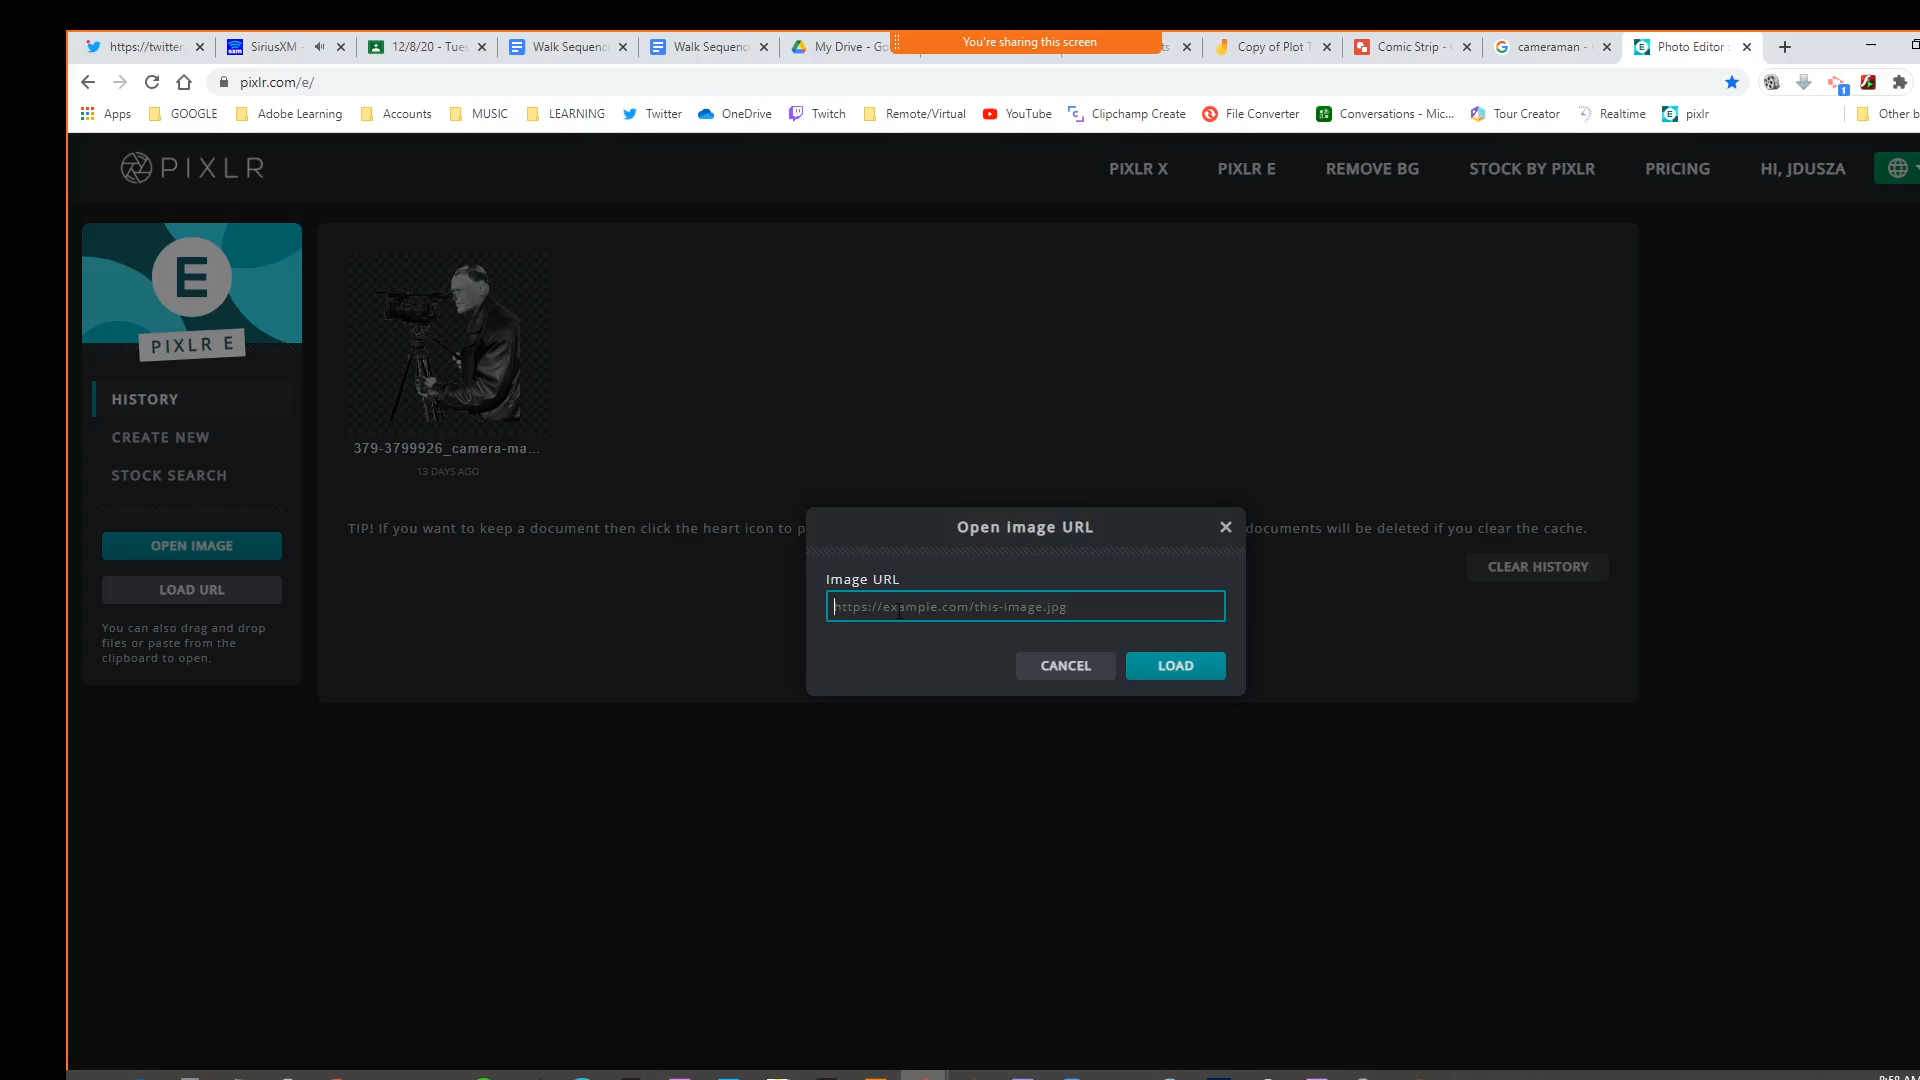 You're sharing this screen
https://twitter
SiriusXM -
12/8/20 - Tues
Walk Sequenc
Walk Sequenc
My Drive - Go
Copy of Plot T
Comic Strip -
cameraman -
Photo Editor
pixlr.com/e/
Apps
GOOGLE
Adobe Learning
Accounts
MUSIC
LEARNING
Twitter
OneDrive
Twitch
Remote/Virtual
YouTube
Clipchamp Create
File Converter
Conversations - Mic...
Tour Creator
Realtime
pixlr
Other b
PIXLR
PIXLR X
PIXLR E
REMOVE BG
STOCK BY PIXLR
PRICING
HI, JDUSZA
E
PIXLR E
HISTORY
CREATE NEW
STOCK SEARCH
OPEN IMAGE
LOAD URL
You can also drag and drop
files or paste from the
clipboard to open.
379-3799926_camera-ma...
13 DAYS AGO
TIP! If you want to keep a document then click the heart icon to p
documents will be deleted if you clear the cache.
CLEAR HISTORY
Open image URL
Image URL
https://example.com/this-image.jpg
CANCEL
LOAD